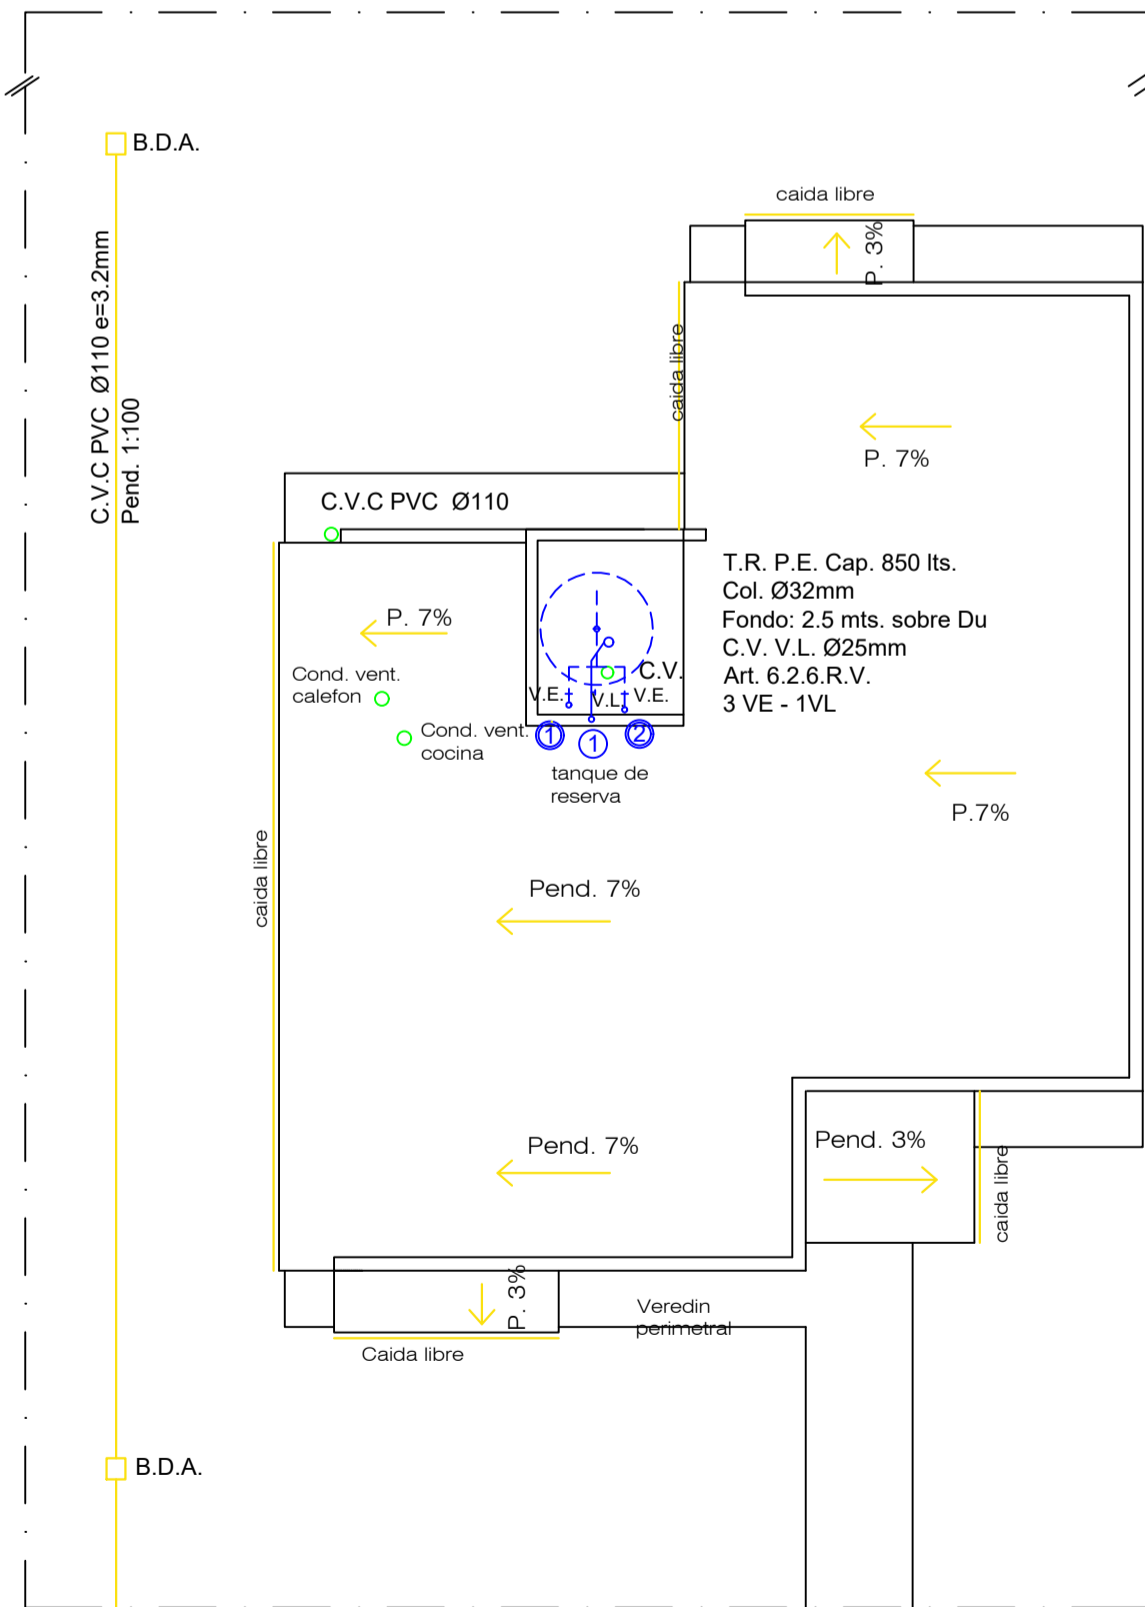 B.D.A.
C.V.C PVC Ø110 e=3.2mm
Pend. 1:100
caida libre
P. 3%
caida libre
P. 7%
C.V.C PVC Ø110
T.R. P.E. Cap. 850 lts.
Col. Ø32mm
Fondo: 2.5 mts. sobre Du
C.V. V.L. Ø25mm
Art. 6.2.6.R.V.
3 VE - 1VL
P. 7%
Cond. vent.
calefon
C.V.
V.E.
V.L.
V.E.
Cond. vent.
cocina
1
1
2
tanque de
reserva
P.7%
caida libre
Pend. 7%
Pend. 7%
Pend. 3%
caida libre
P. 3%
Veredin
perimetral
Caida libre
B.D.A.